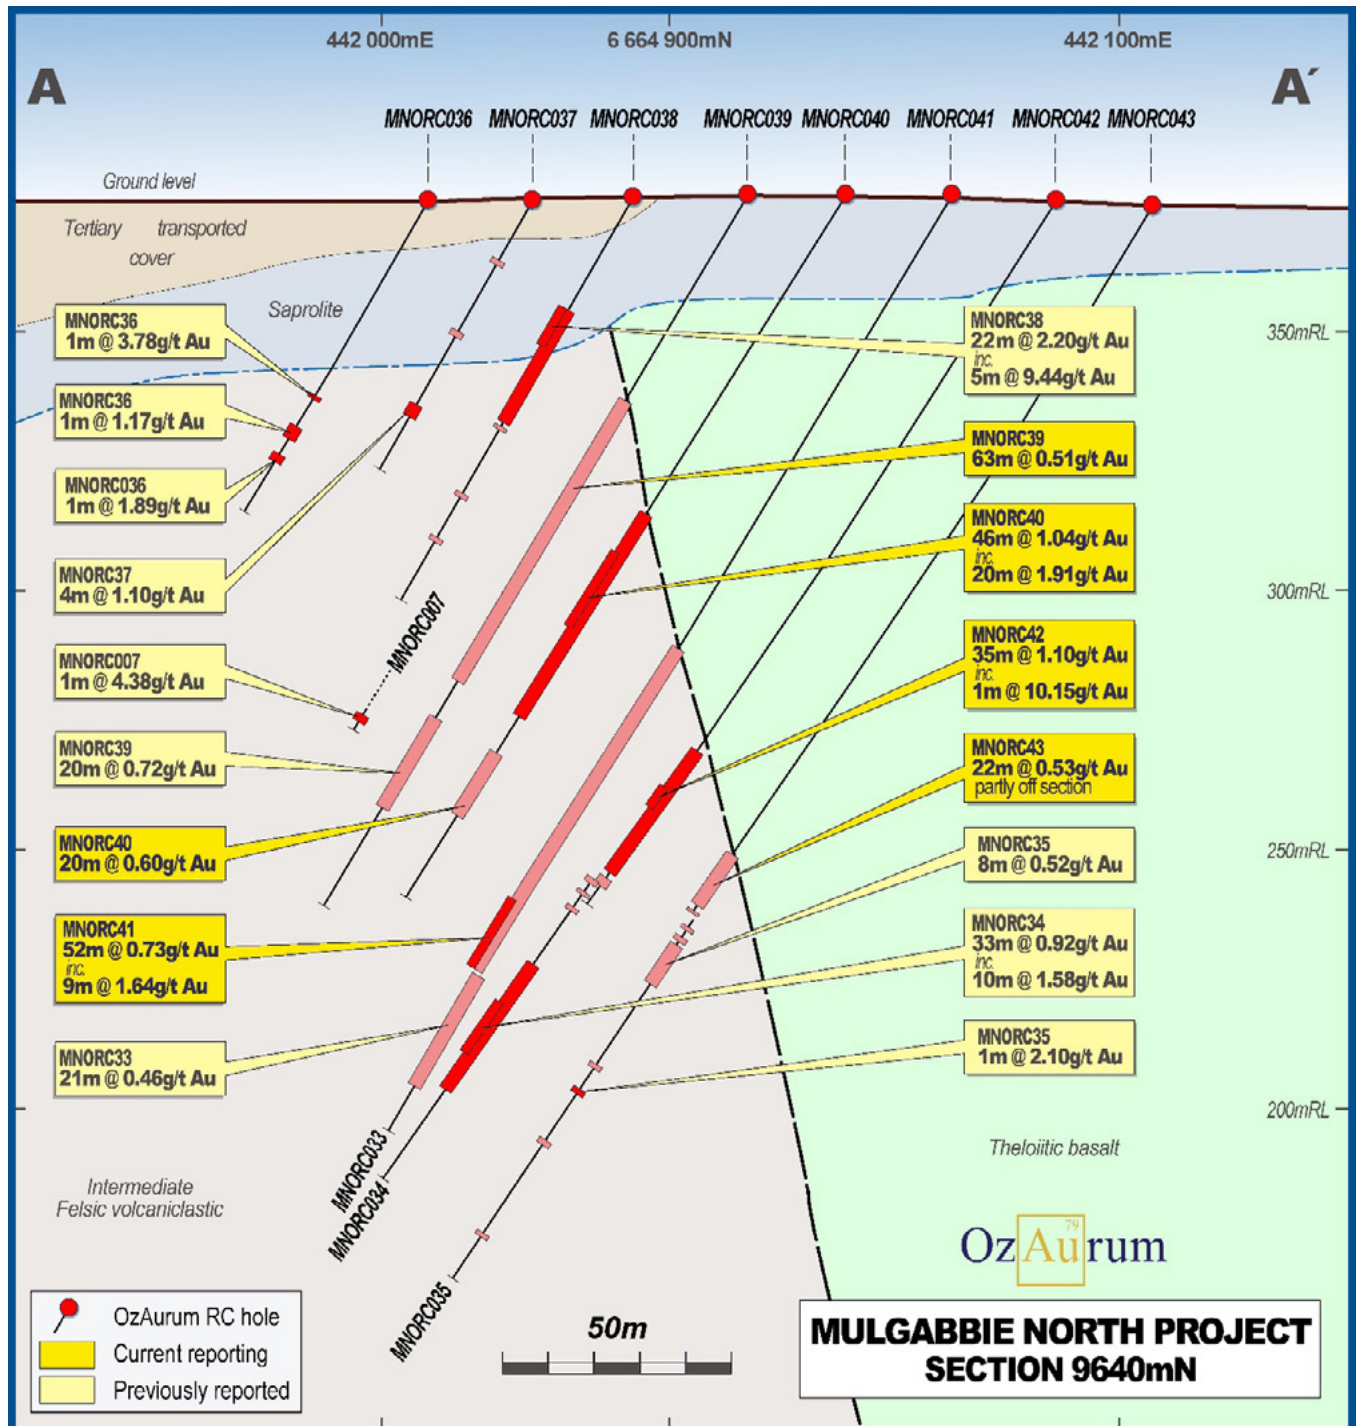 442 000mE
6 664 900mN
442 100mE
A
A´
MNORC036
MNORC037
MNORC038
MNORC039
MNORC040
MNORC041
MNORC042
MNORC043
Ground level
Tertiary transported
cover
Saprolite
MNORC36
1m @ 3.78g/t Au
MNORC36
1m @ 1.17g/t Au
MNORC036
1m @ 1.89g/t Au
MNORC37
4m @ 1.10g/t Au
MNORC007
1m @ 4.38g/t Au
MNORC39
20m @ 0.72g/t Au
MNORC40
20m @ 0.60g/t Au
MNORC41
52m @ 0.73g/t Au
inc.
9m @ 1.64g/t Au
MNORC33
21m @ 0.46g/t Au
MNORC007
MNORC033
MNORC034
MNORC035
MNORC38
22m @ 2.20g/t Au
inc.
5m @ 9.44g/t Au
MNORC39
63m @ 0.51g/t Au
MNORC40
46m @ 1.04g/t Au
inc.
20m @ 1.91g/t Au
MNORC42
35m @ 1.10g/t Au
inc.
1m @ 10.15g/t Au
MNORC43
22m @ 0.53g/t Au
partly off section
MNORC35
8m @ 0.52g/t Au
MNORC34
33m @ 0.92g/t Au
inc.
10m @ 1.58g/t Au
MNORC35
1m @ 2.10g/t Au
350mRL
300mRL
250mRL
200mRL
Intermediate
Felsic volcaniclastic
Theloiitic basalt
79
OzAurum
OzAurum RC hole
Current reporting
Previously reported
50m
MULGABBIE NORTH PROJECT
SECTION 9640mN